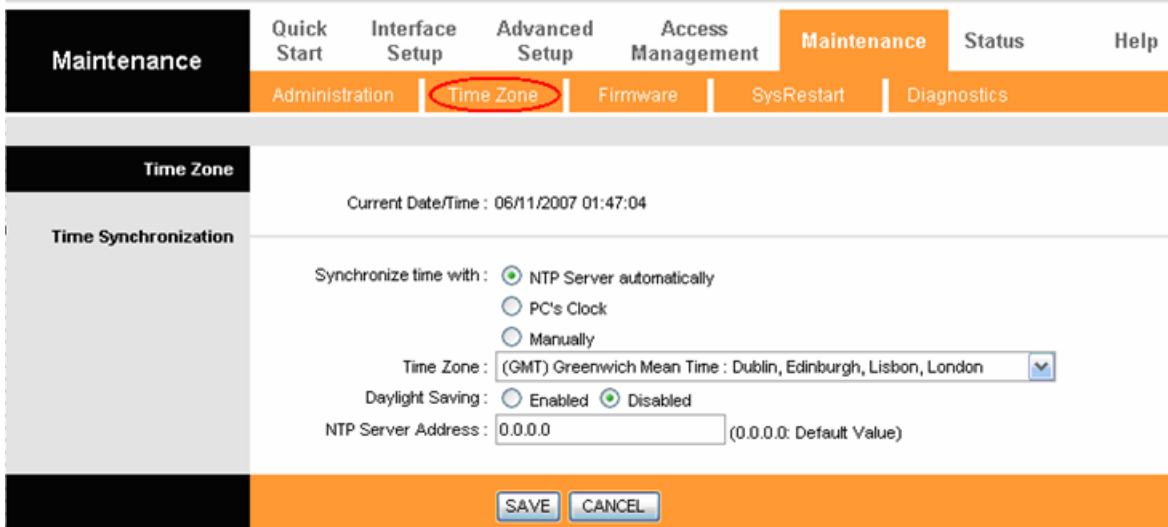 Maintenance
Quick Start
Interface Setup
Advanced Setup
Access Management
Maintenance
Status
Help
Administration
Time Zone
Firmware
SysRestart
Diagnostics
Time Zone
Current Date/Time : 06/11/2007 01:47:04
Time Synchronization
Synchronize time with : NTP Server automatically
PC's Clock
Manually
Time Zone : (GMT) Greenwich Mean Time : Dublin, Edinburgh, Lisbon, London
Daylight Saving : Enabled Disabled
NTP Server Address : 0.0.0.0 (0.0.0.0: Default Value)
SAVE CANCEL